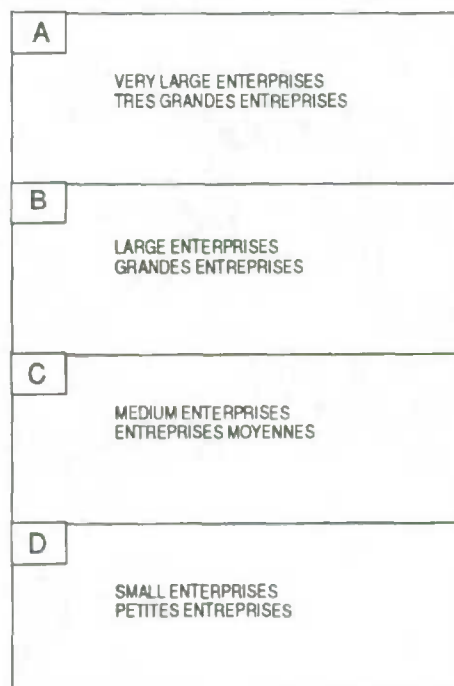 A
VERY LARGE ENTERPRISES
TRES GRANDES ENTREPRISES
B
LARGE ENTERPRISES
GRANDES ENTREPRISES
C
MEDIUM ENTERPRISES
ENTREPRISES MOYENNES
D
SMALL ENTERPRISES
PETITES ENTREPRISES